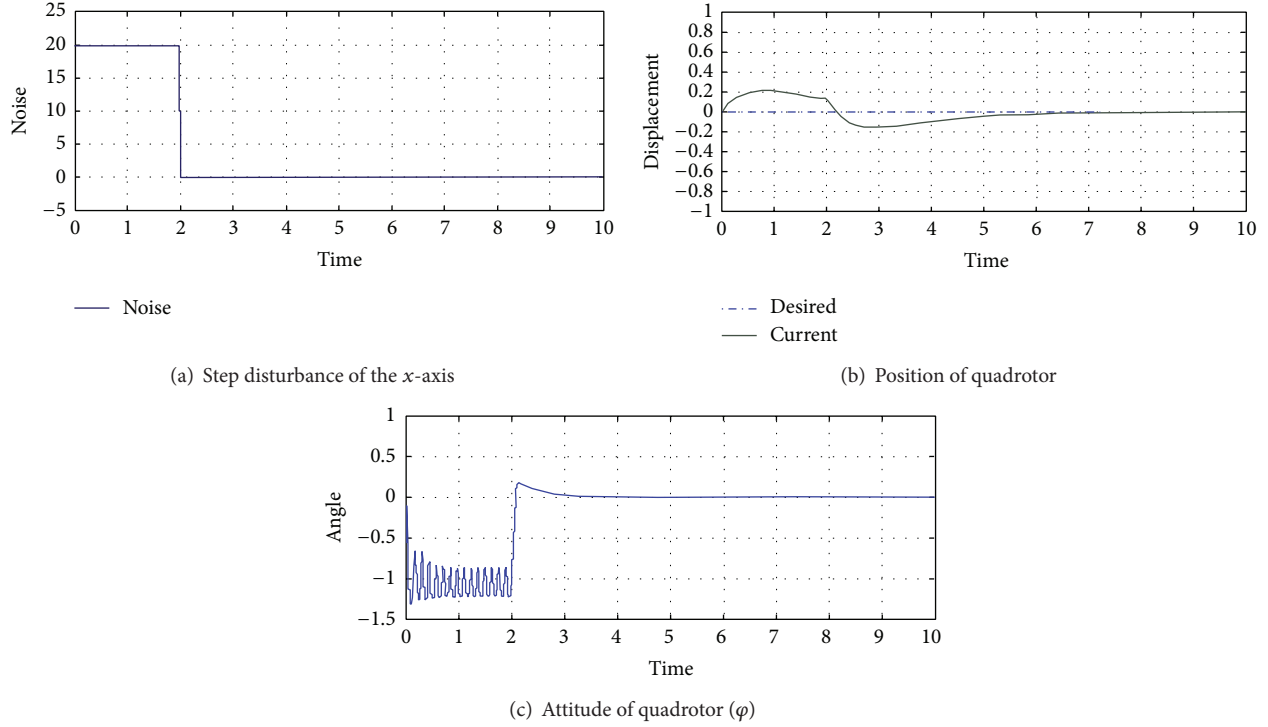 25
20
15
10
5
0
−5
Noise
0 1 2 3 4 5 6 7 8 9 10
Time
Noise
(a) Step disturbance of the x-axis
1
0.8
0.6
0.4
0.2
0
−0.2
−0.4
−0.6
−0.8
−1
Displacement
0 1 2 3 4 5 6 7 8 9 10
Time
Desired
Current
(b) Position of quadrotor
1
0.5
0
−0.5
−1
−1.5
Angle
0 1 2 3 4 5 6 7 8 9 10
Time
(c) Attitude of quadrotor (φ)